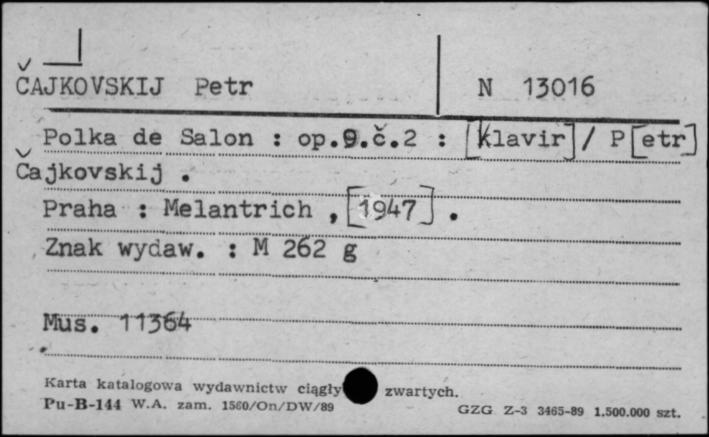 ČAJKOVSKIJ Petr N 13016
Polka de Salon : op.9.č.2 : [klavir]/ P[etr]
Čajkovskij .
Praha : Melantrich ,[1947] .
Znak wydaw. : M 262 g
Mus. 11364
Karta katalogowa wydawnictw ciągły zwartych.
Pu-B-144 W.A. zam. 1560/On/DW/89 GZG Z-3 3465-89 1.500.000 szt.